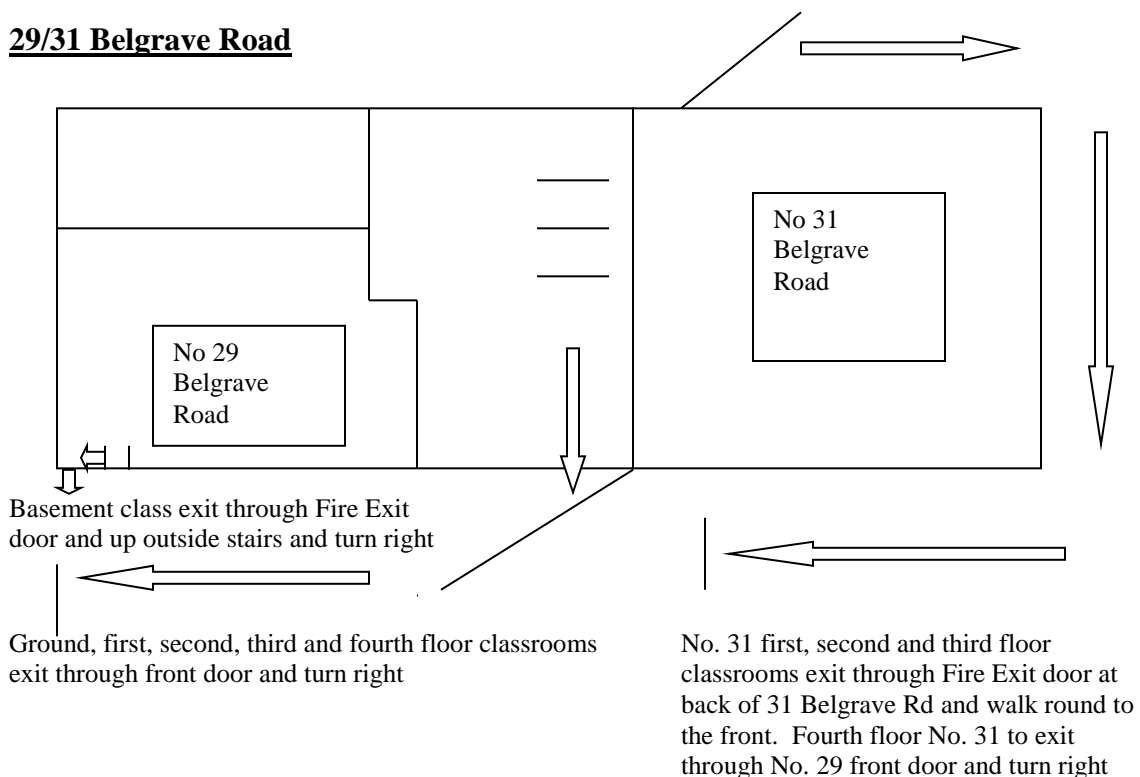 29/31 Belgrave Road
No 31
Belgrave
Road
No 29
Belgrave
Road
Basement class exit through Fire Exit
door and up outside stairs and turn right
Ground, first, second, third and fourth floor classrooms
exit through front door and turn right
No. 31 first, second and third floor
classrooms exit through Fire Exit door at
back of 31 Belgrave Rd and walk round to
the front.  Fourth floor No. 31 to exit
through No. 29 front door and turn right